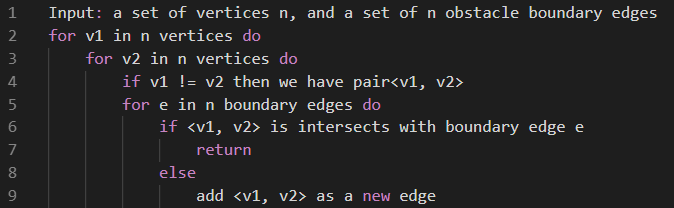 1 Input: a set of vertices n, and a set of n obstacle boundary edges
2 for v1 in n vertices do
3 for v2 in n vertices do
4 if v1 != v2 then we have pair<v1, v2>
5 for e in n boundary edges do
6 if <v1, v2> is intersects with boundary edge e
7 return
8 else
9 add <v1, v2> as a new edge